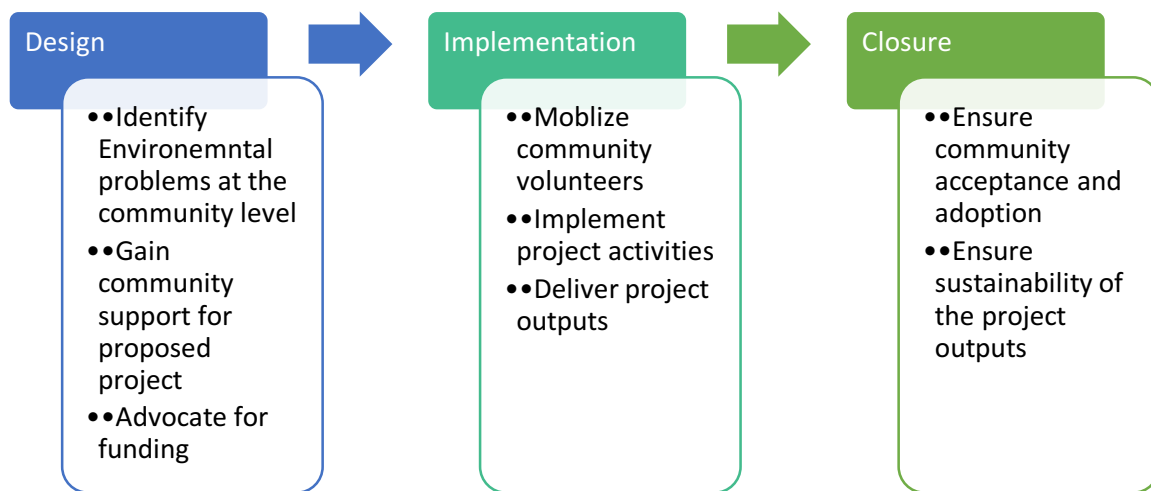 Design
••Identify
Environemntal
problems at the
community level
••Gain
community
support for
proposed
project
••Advocate for
funding
Implementation
••Moblize
community
volunteers
••Implement
project activities
••Deliver project
outputs
Closure
••Ensure
community
acceptance and
adoption
••Ensure
sustainability of
the project
outputs